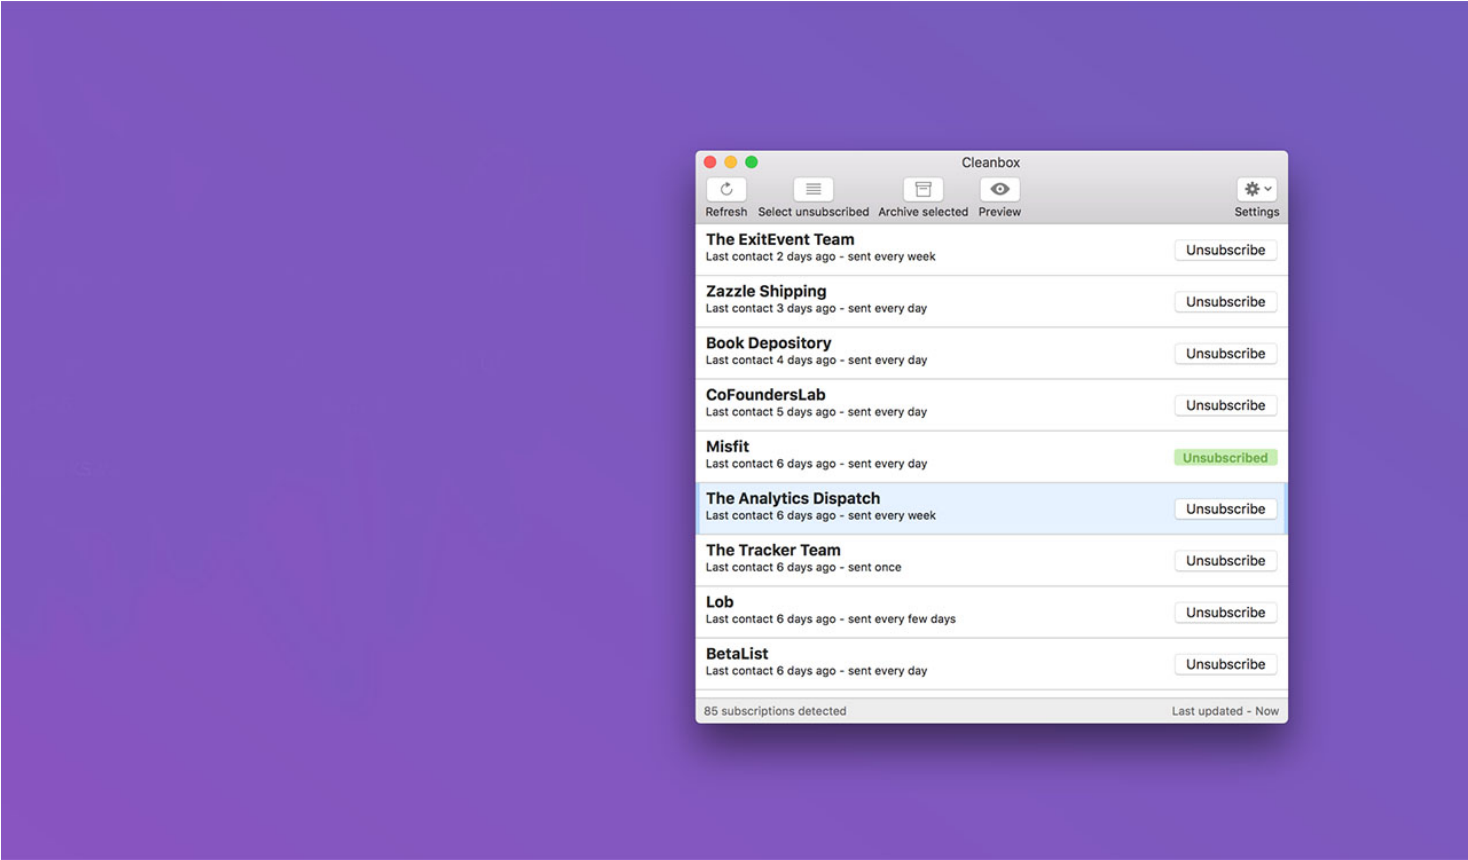 Cleanbox
Refresh Select unsubscribed Archive selected Preview Settings
The ExitEvent Team
Last contact 2 days ago - sent every week
Unsubscribe
Zazzle Shipping
Last contact 3 days ago - sent every day
Unsubscribe
Book Depository
Last contact 4 days ago - sent every day
Unsubscribe
CoFoundersLab
Last contact 5 days ago - sent every day
Unsubscribe
Misfit
Last contact 6 days ago - sent every day
Unsubscribed
The Analytics Dispatch
Last contact 6 days ago - sent every week
Unsubscribe
The Tracker Team
Last contact 6 days ago - sent once
Unsubscribe
Lob
Last contact 6 days ago - sent every few days
Unsubscribe
BetaList
Last contact 6 days ago - sent every day
Unsubscribe
85 subscriptions detected Last updated - Now